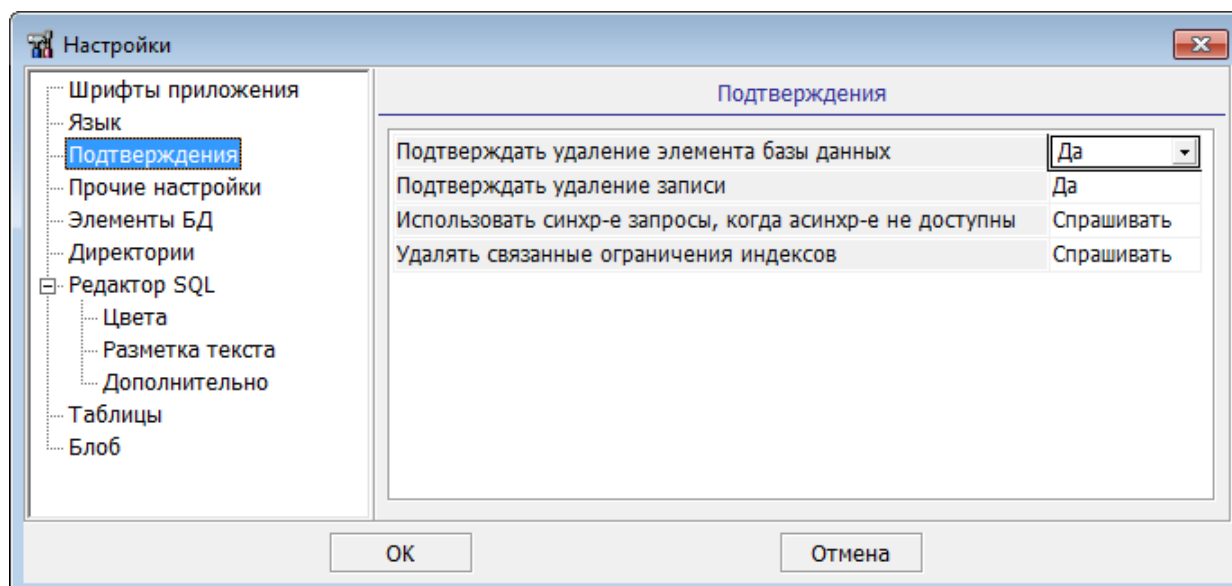 Настройки
Шрифты приложения
Язык
Подтверждения
Прочие настройки
Элементы БД
Директории
Редактор SQL
Цвета
Разметка текста
Дополнительно
Таблицы
Блоб
Подтверждения
Подтверждать удаление элемента базы данных Да
Подтверждать удаление записи Да
Использовать синхр-е запросы, когда асинхр-е не доступны Спрашивать
Удалять связанные ограничения индексов Спрашивать
ОК Отмена